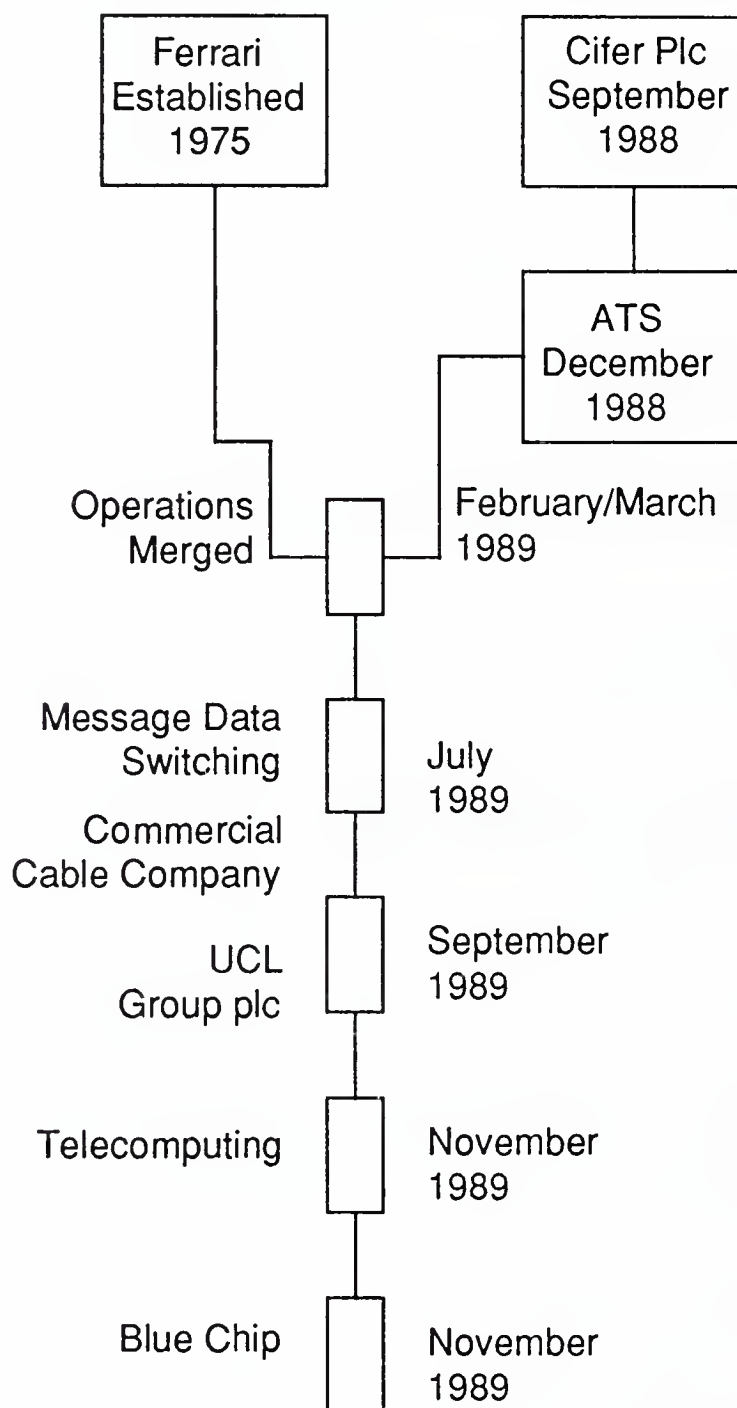 Ferrari
Established
1975
Cifer Plc
September
1988
ATS
December
1988
Operations
Merged
February/March
1989
Message Data
Switching
July
1989
Commercial
Cable Company
UCL
Group plc
September
1989
Telecomputing
November
1989
Blue Chip
November
1989